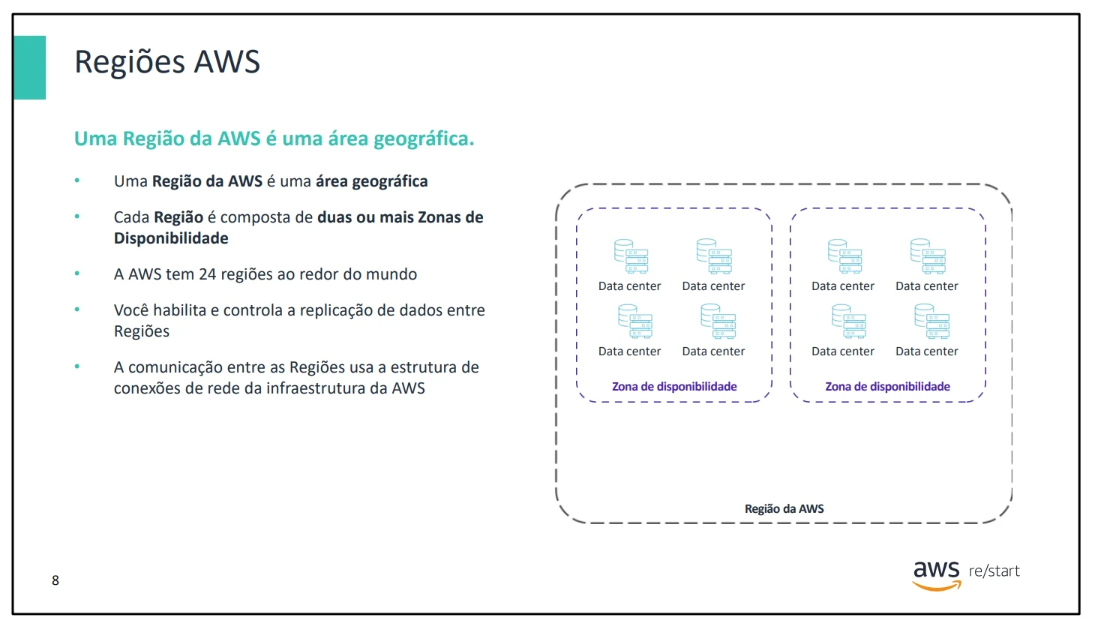 Regiões AWS
Uma Região da AWS é uma área geográfica.
• Uma Região da AWS é uma área geográfica
• Cada Região é composta de duas ou mais Zonas de
Disponibilidade
• A AWS tem 24 regiões ao redor do mundo
• Você habilita e controla a replicação de dados entre
Regiões
• A comunicação entre as Regiões usa a estrutura de
conexões de rede da infraestrutura da AWS
Data center Data center
Data center Data center
Zona de disponibilidade
Data center Data center
Data center Data center
Zona de disponibilidade
Região da AWS
8
aws re/start